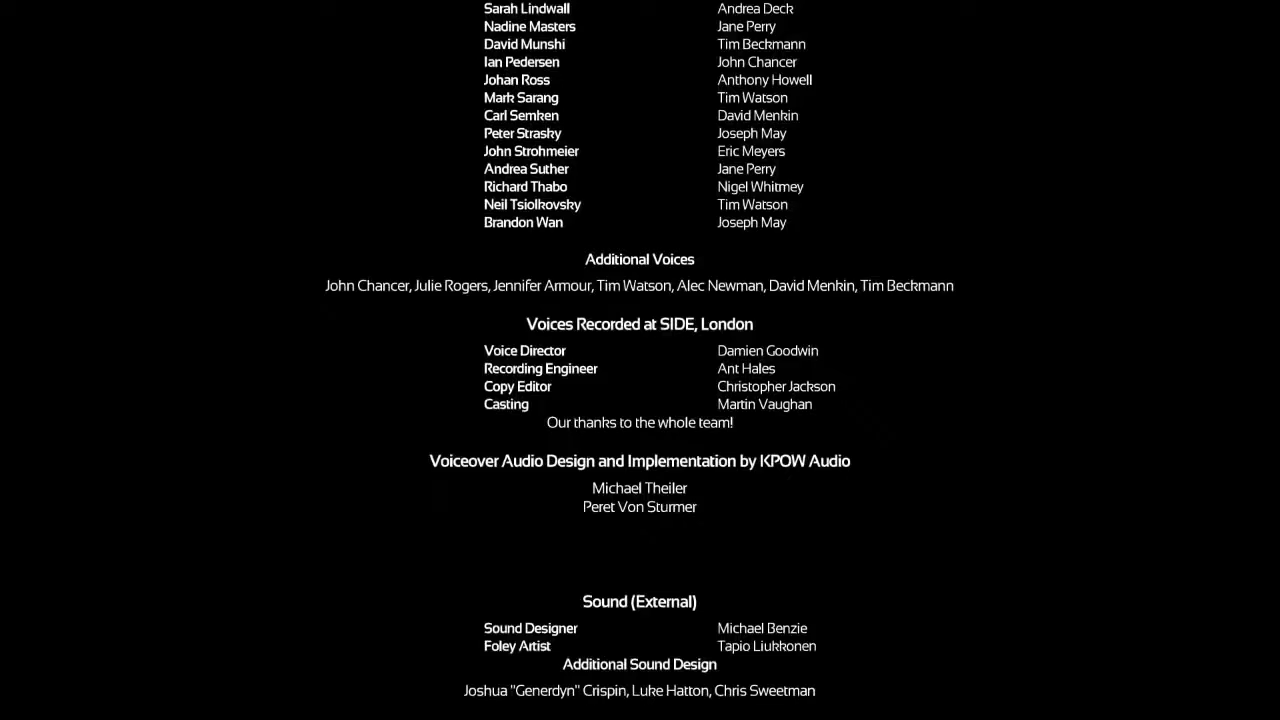 Sarah Lindwall Andrea Deck
Nadine Masters Jane Perry
David Munshi Tim Beckmann
Ian Pedersen John Chancer
Johan Ross Anthony Howell
Mark Sarang Tim Watson
Carl Semken David Menkin
Peter Strasky Joseph May
John Strohmeier Eric Meyers
Andrea Suther Jane Perry
Richard Thabo Nigel Whitmey
Neil Tsiolkovsky Tim Watson
Brandon Wan Joseph May
Additional Voices
John Chancer, Julie Rogers, Jennifer Armour, Tim Watson, Alec Newman, David Menkin, Tim Beckmann
Voices Recorded at SIDE, London
Voice Director Damien Goodwin
Recording Engineer Ant Hales
Copy Editor Christopher Jackson
Casting Martin Vaughan
Our thanks to the whole team!
Voiceover Audio Design and Implementation by KPOW Audio
Michael Theiler
Peret Von Sturmer
Sound (External)
Sound Designer Michael Benzie
Foley Artist Tapio Liukkonen
Additional Sound Design
Joshua "Generdyn" Crispin, Luke Hatton, Chris Sweetman